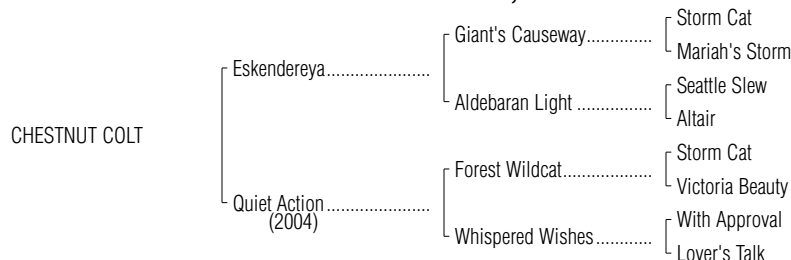 Storm Cat
Giant's Causeway.............
Mariah's Storm
Eskendereya......................
Seattle Slew
Aldebaran Light ...............
Altair
CHESTNUT COLT
Storm Cat
Forest Wildcat..................
Victoria Beauty
Quiet Action......................
(2004)
With Approval
Whispered Wishes............
Lover's Talk